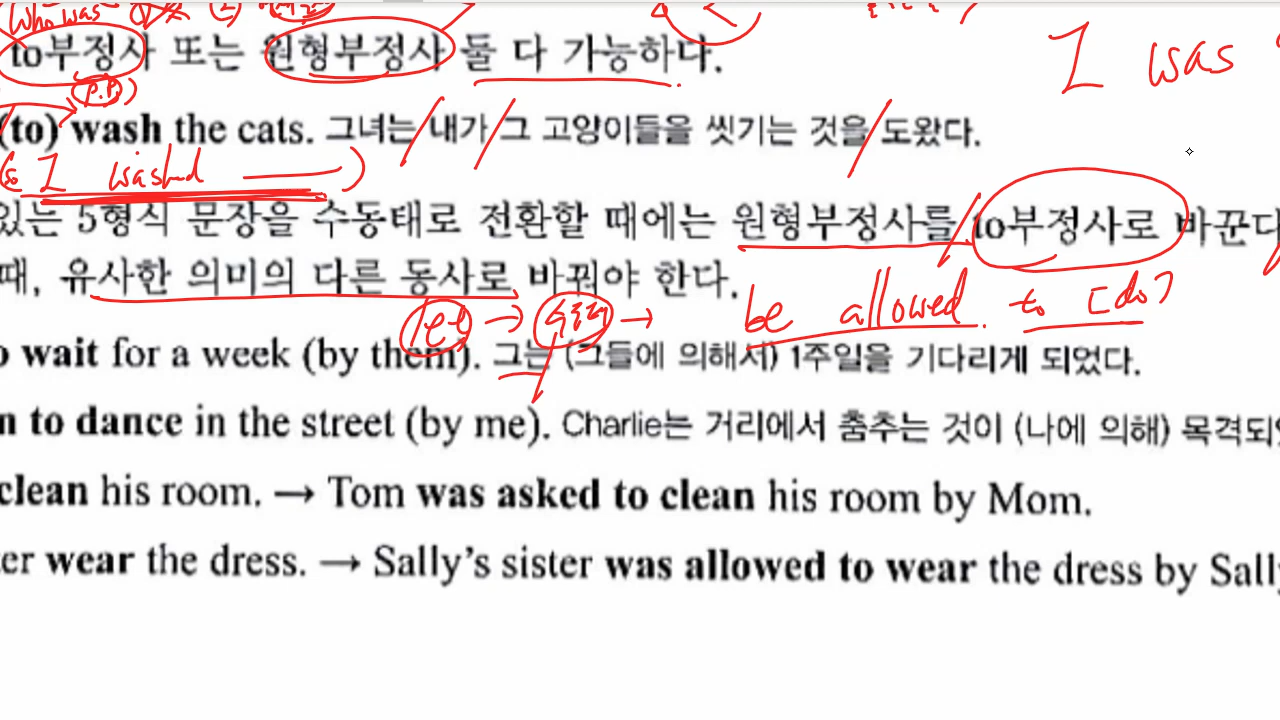 who was
I was
to부정사 또는 원형부정사 둘 다 가능하다.
p.p.)
(to) wash the cats. 그녀는 내가 그 고양이들을 씻기는 것을 도왔다.
I washed
있는 5형식 문장을 수동태로 전환할 때에는 원형부정사를 to부정사로 바꾼다
때, 유사한 의미의 다른 동사로 바꿔야 한다.
let → →  be allowed to [do]
wait for a week (by them). 그는 (그들에 의해서) 1주일을 기다리게 되었다.
n to dance in the street (by me). Charlie는 거리에서 춤추는 것이 (나에 의해) 목격되
clean his room. → Tom was asked to clean his room by Mom.
er wear the dress. → Sally's sister was allowed to wear the dress by Sally